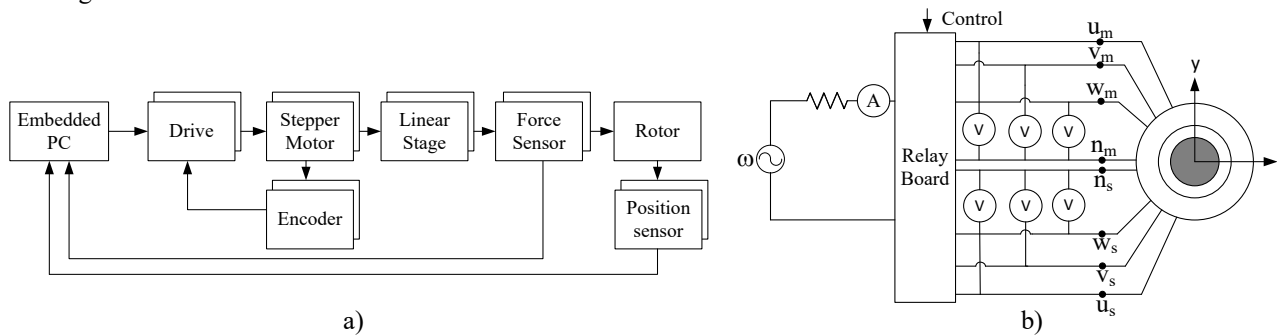 Embedded
PC
Drive
Stepper
Motor
Linear
Stage
Force
Sensor
Rotor
Encoder
Position
sensor
a)
Control
ω
A
Relay
Board
V
V
V
V
V
V
u_m
v_m
w_m
n_m
n_s
w_s
v_s
u_s
y
b)